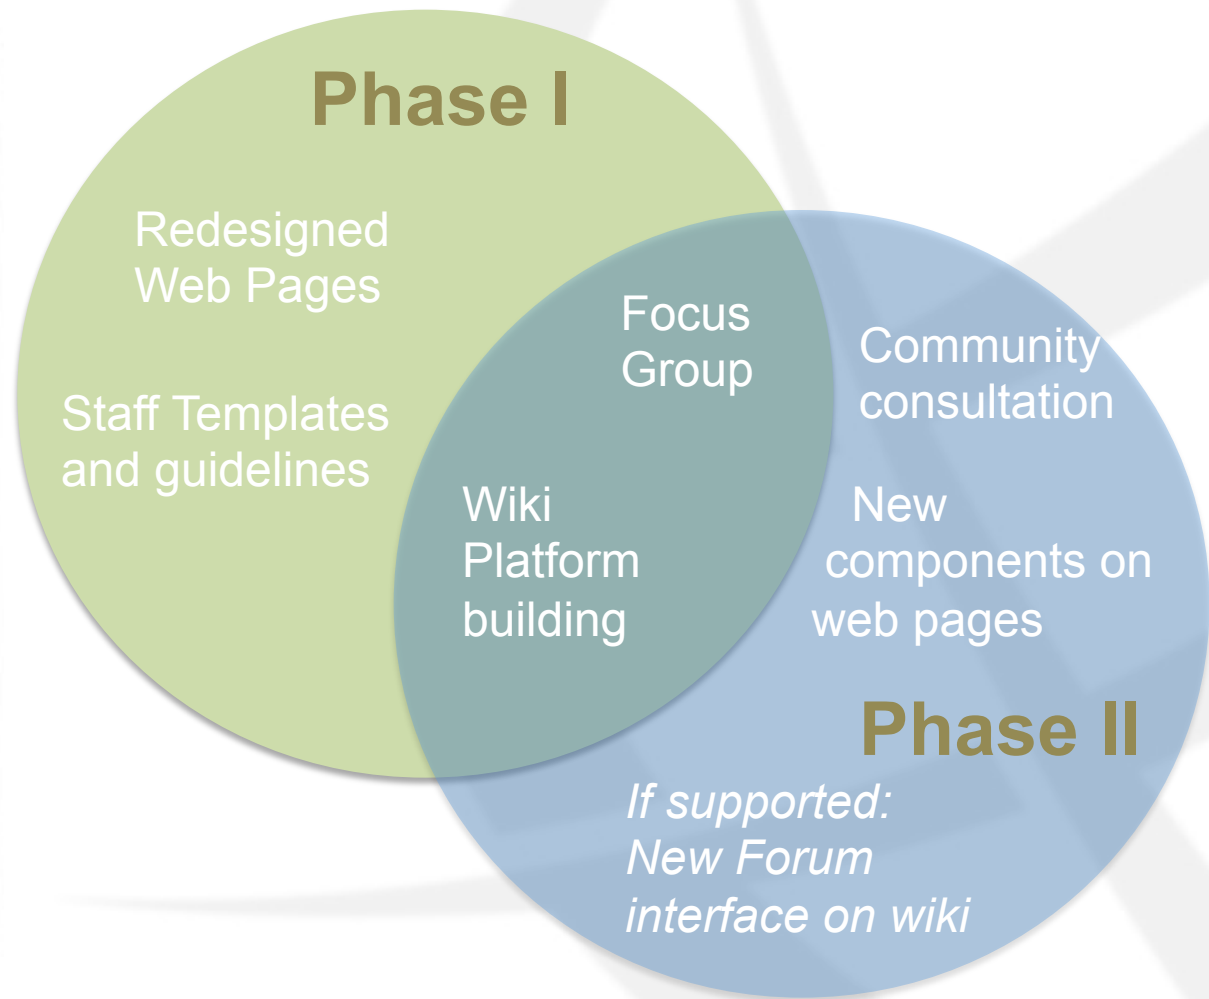 Phase I
Redesigned
Web Pages
Staff Templates
and guidelines
Focus
Group
Wiki
Platform
building
Community
consultation
New
components on
web pages
Phase II
If supported:
New Forum
interface on wiki